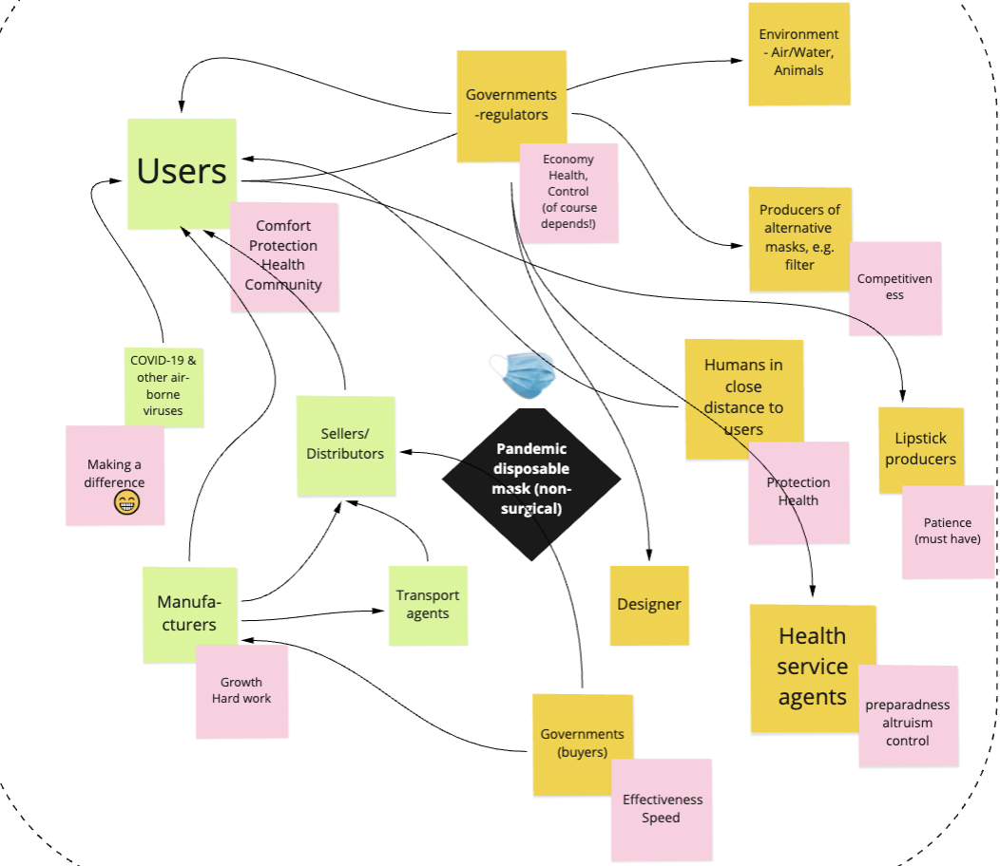 Environment
- Air/Water,
Animals
Governments
-regulators
Economy
Health,
Control
(of course
depends!)
Users
Comfort
Protection
Health
Community
Producers of
alternative
masks, e.g.
filter
Competitiven
ess
COVID-19 &
other air-
borne
viruses
Making a
difference
Sellers/
Distributors
Pandemic
disposable
mask (non-
surgical)
Humans in
close
distance to
users
Protection
Health
Lipstick
producers
Patience
(must have)
Manufa-
cturers
Growth
Hard work
Transport
agents
Designer
Health
service
agents
preparadness
altruism
control
Governments
(buyers)
Effectiveness
Speed